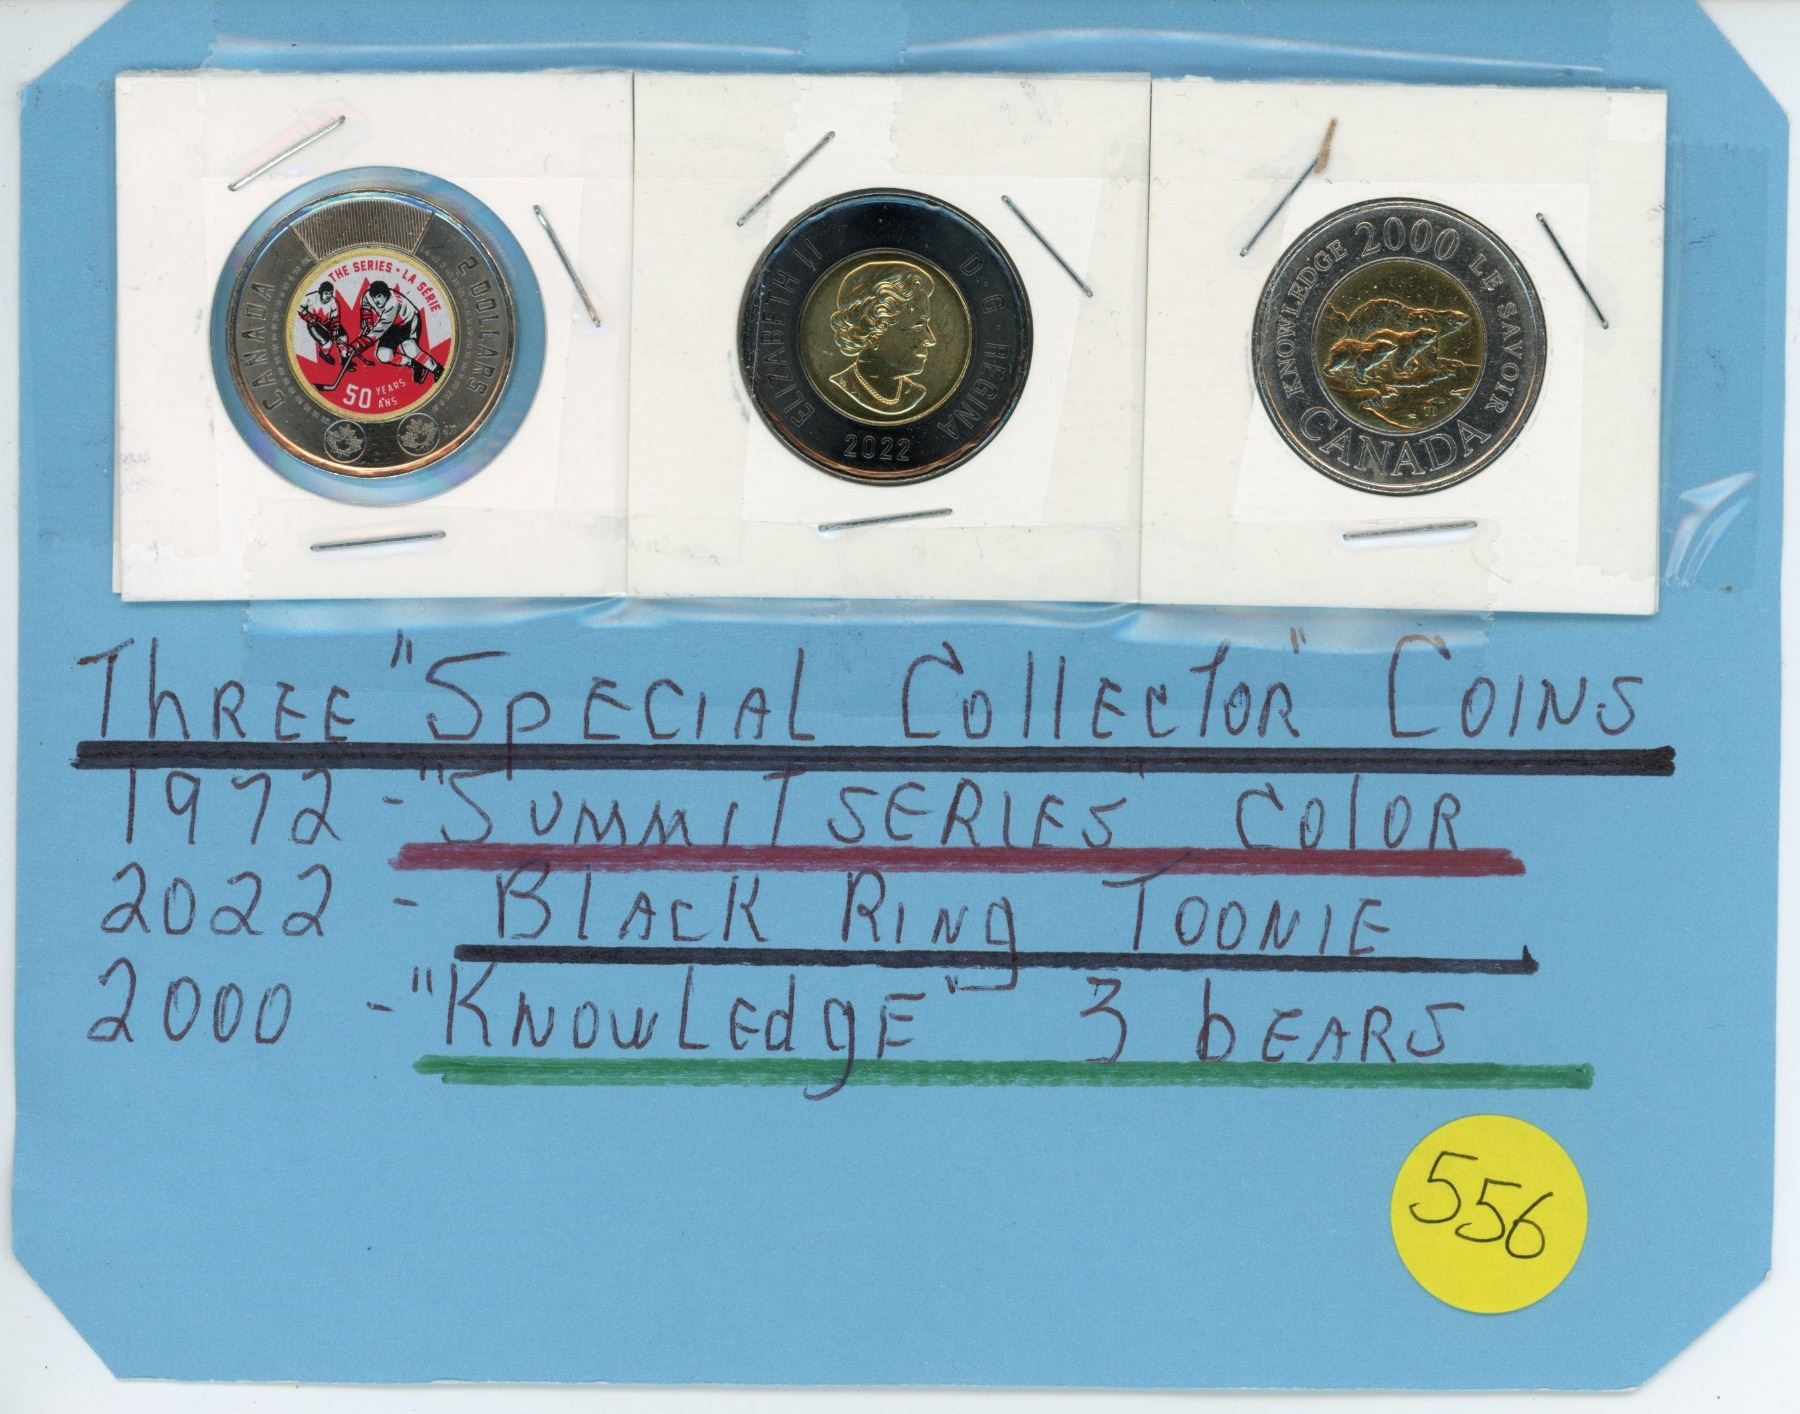 CANADA
2 DOLLARS
THE SERIES · LA SÉRIE
50 YEARS
ANS
ELIZABETH II D · G · REGINA
2022
KNOWLEDGE 2000 LE SAVOIR
CANADA
ThREE "SpECIAL CollECTOR" COINS
1972 - "SUMMIT SERIES" COlOR
2022 - BlACK RINg TOONIE
2000 - "KNOWLEdgE" 3 bEARS
556